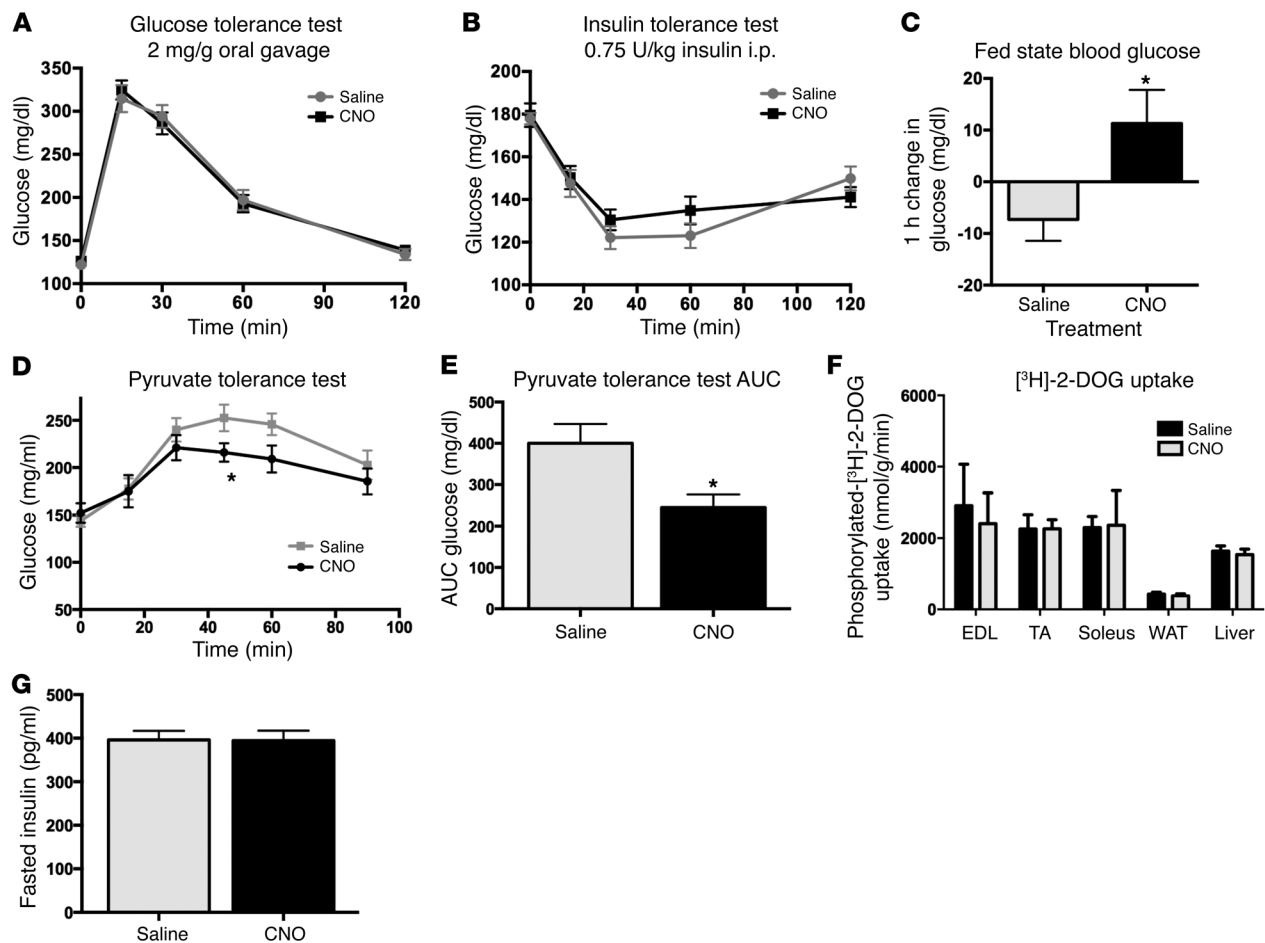 A
Glucose tolerance test
2 mg/g oral gavage
Glucose (mg/dl)
350
300
250
200
150
100
Saline
CNO
0
30
60
90
120
Time (min)
B
Insulin tolerance test
0.75 U/kg insulin i.p.
Glucose (mg/dl)
200
180
160
140
120
100
Saline
CNO
0
20
40
60
80
100
120
Time (min)
C
Fed state blood glucose
1 h change in
glucose (mg/dl)
20
10
0
-10
-20
*
Saline
CNO
Treatment
D
Pyruvate tolerance test
Glucose (mg/ml)
250
200
150
100
50
*
Saline
CNO
0
20
40
60
80
100
Time (min)
E
Pyruvate tolerance test AUC
AUC glucose (mg/dl)
500
400
300
200
100
0
*
Saline
CNO
F
[³H]-2-DOG uptake
Phosphorylated-[³H]-2-DOG
uptake (nmol/g/min)
6000
4000
2000
0
Saline
CNO
EDL
TA
Soleus
WAT
Liver
G
Fasted insulin (pg/ml)
500
400
300
200
100
0
Saline
CNO